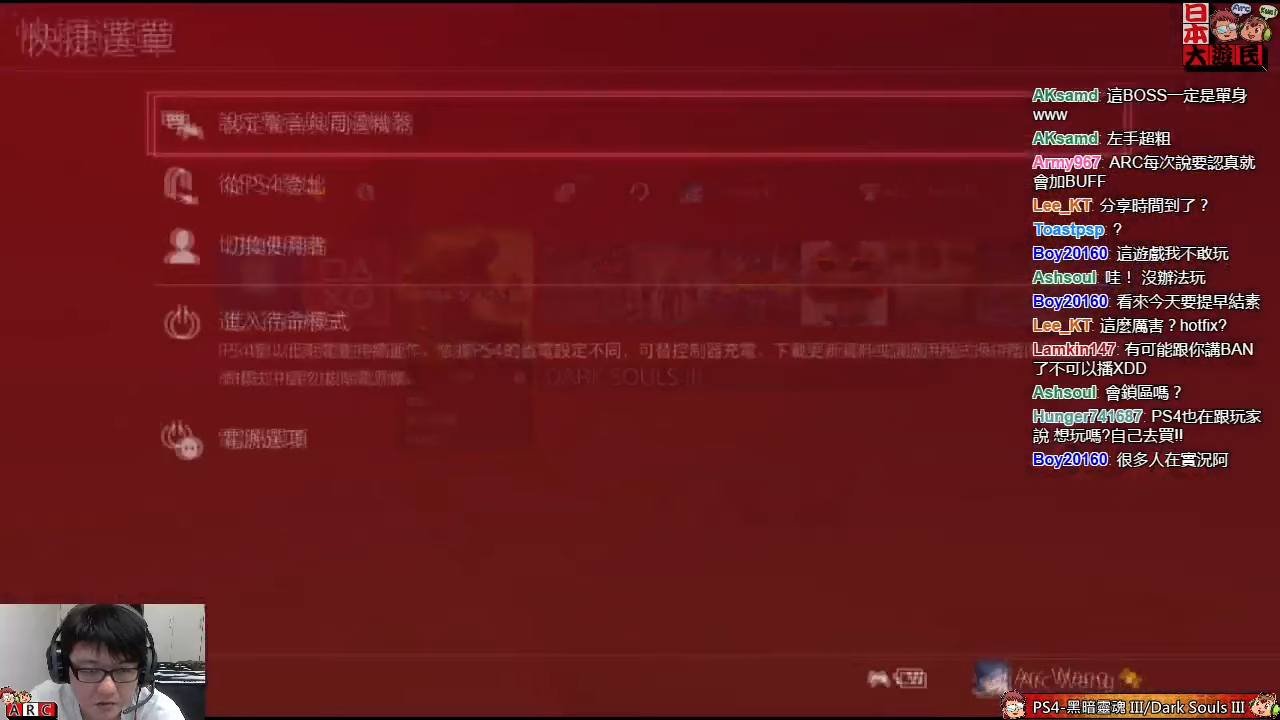 快捷選單
日本
大遊民
設定聲音與周邊機器
從PS4登出
切換使用器
進入待命模式
DARK SOULS III
電源選項
AKsamd: 這BOSS一定是單身
www
AKsamd: 左手超粗
Army967: ARC每次說要認真就
會加BUFF
Lee_KT: 分享時間到了？
Toastpsp: ？
Boy20160: 這遊戲我不敢玩
Ashsoul: 哇！ 沒辦法玩
Boy20160: 看來今天要提早結素
Lee_KT: 這麼厲害？hotfix?
Lamkin147: 有可能跟你講BAN
了不可以播XDD
Ashsoul: 會鎖區嗎？
Hunger741687: PS4也在跟玩家
說 想玩嗎?自己去買!!
Boy20160: 很多人在實況阿
Arc Wang
ARC
PS4-黑暗靈魂 III/Dark Souls III